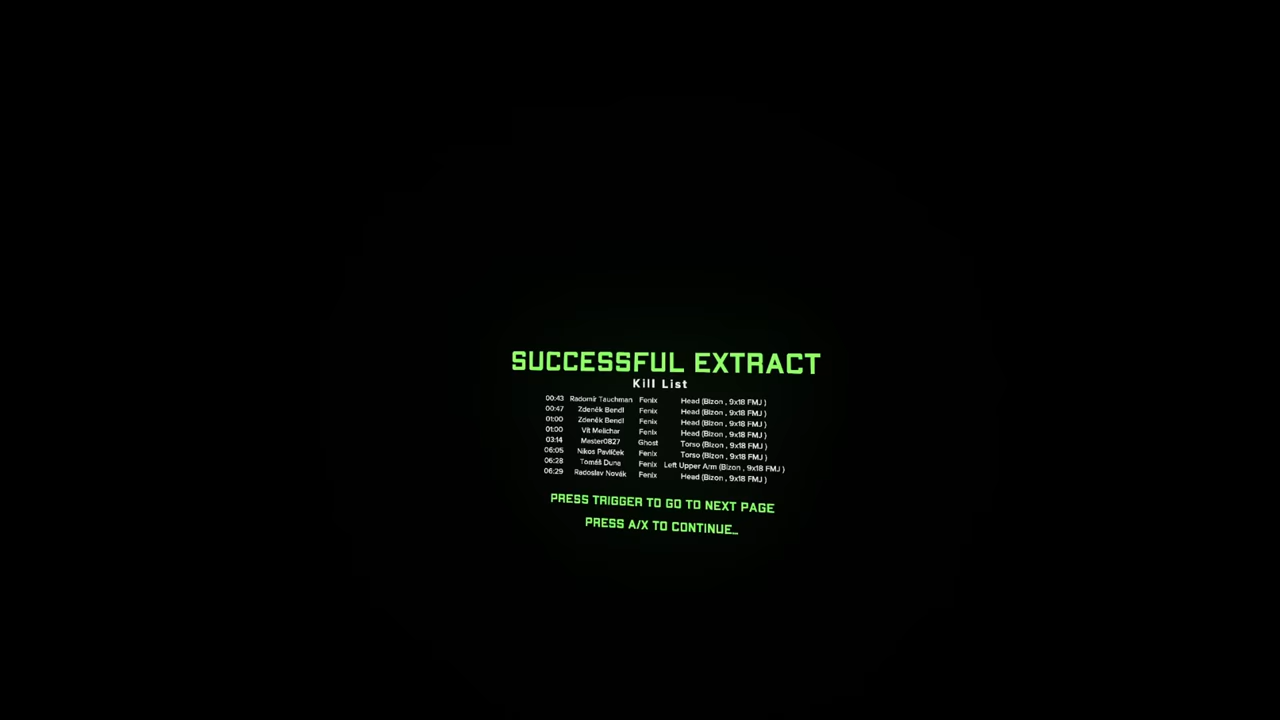 SUCCESSFUL EXTRACT
Kill List
00:43 Radomír Tauchman Fenix Head (Bizon , 9x18 FMJ )
00:47 Zdeněk Bendl Fenix Head (Bizon , 9x18 FMJ )
01:00 Zdeněk Bendl Fenix Head (Bizon , 9x18 FMJ )
01:00 Vít Melichar Fenix Head (Bizon , 9x18 FMJ )
03:14 Mester0827 Ghost Torso (Bizon , 9x18 FMJ )
06:05 Nikos Pavlíček Fenix Torso (Bizon , 9x18 FMJ )
06:28 Tomáš Duna Fenix Left Upper Arm (Bizon , 9x18 FMJ )
06:29 Radoslav Novák Fenix Head (Bizon , 9x18 FMJ )
PRESS TRIGGER TO GO TO NEXT PAGE
PRESS A/X TO CONTINUE...